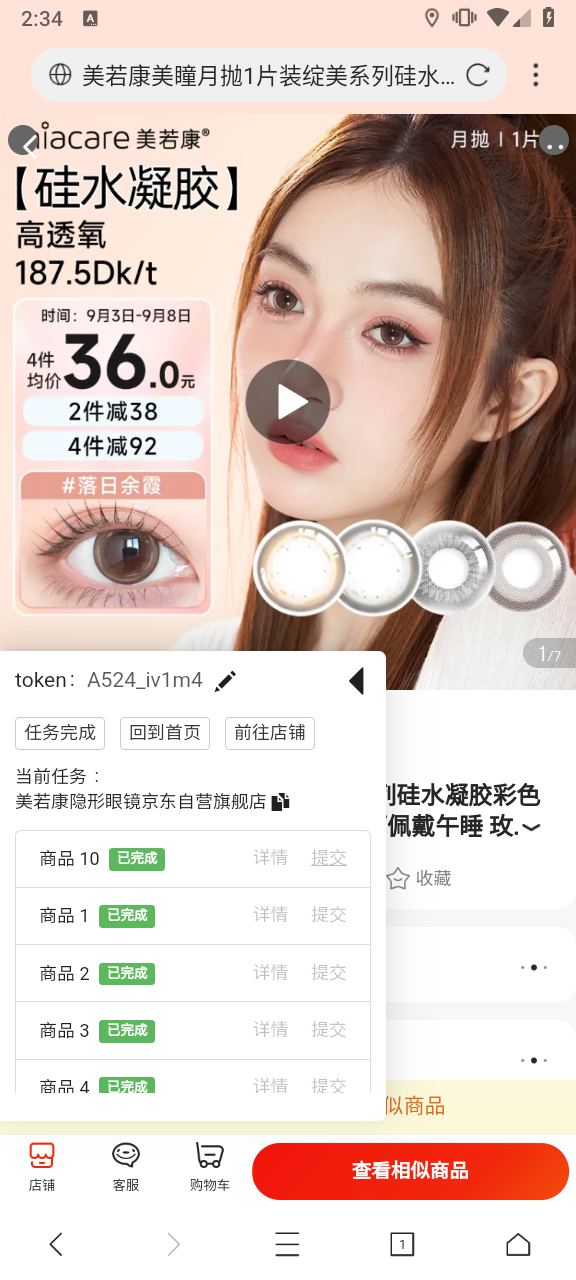 2:34
A
美若康美瞳月抛1片装绽美系列硅水...
miacare 美若康®
月抛 | 1片
【硅水凝胶】
高透氧
187.5Dk/t
时间：9月3日-9月8日
4件
均价36.0元
2件减38
4件减92
#落日余霞
1/7
token： A524_iv1m4
任务完成 回到首页 前往店铺
当前任务：
美若康隐形眼镜京东自营旗舰店
列硅水凝胶彩色
佩戴午睡 玫.
收藏
商品 10 已完成 详情 提交
商品 1 已完成 详情 提交
商品 2 已完成 详情 提交
商品 3 已完成 详情 提交
商品 4 已完成 详情 提交
似商品
店铺 客服 购物车 查看相似商品
1